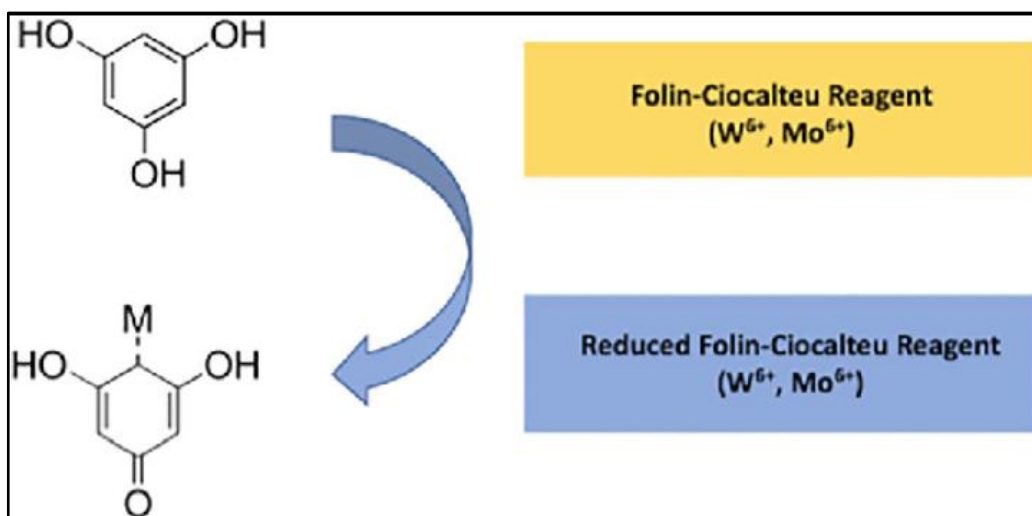 HO OH
OH
Folin-Ciocalteu Reagent
(W⁶⁺, Mo⁶⁺)
M
HO OH
O
Reduced Folin-Ciocalteu Reagent
(W⁶⁺, Mo⁶⁺)